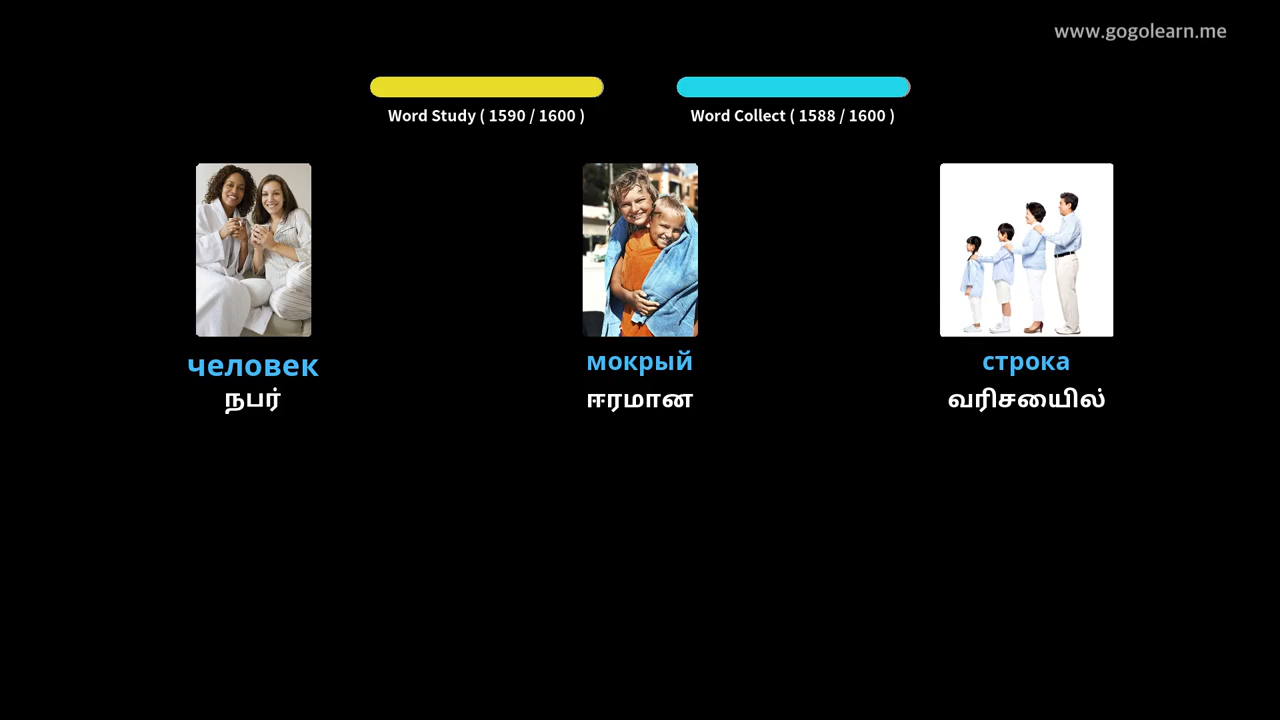 www.gogolearn.me
Word Study ( 1590 / 1600 )
Word Collect ( 1588 / 1600 )
человек
நபர்
мокрый
ஈரமான
строка
வரிசையில்